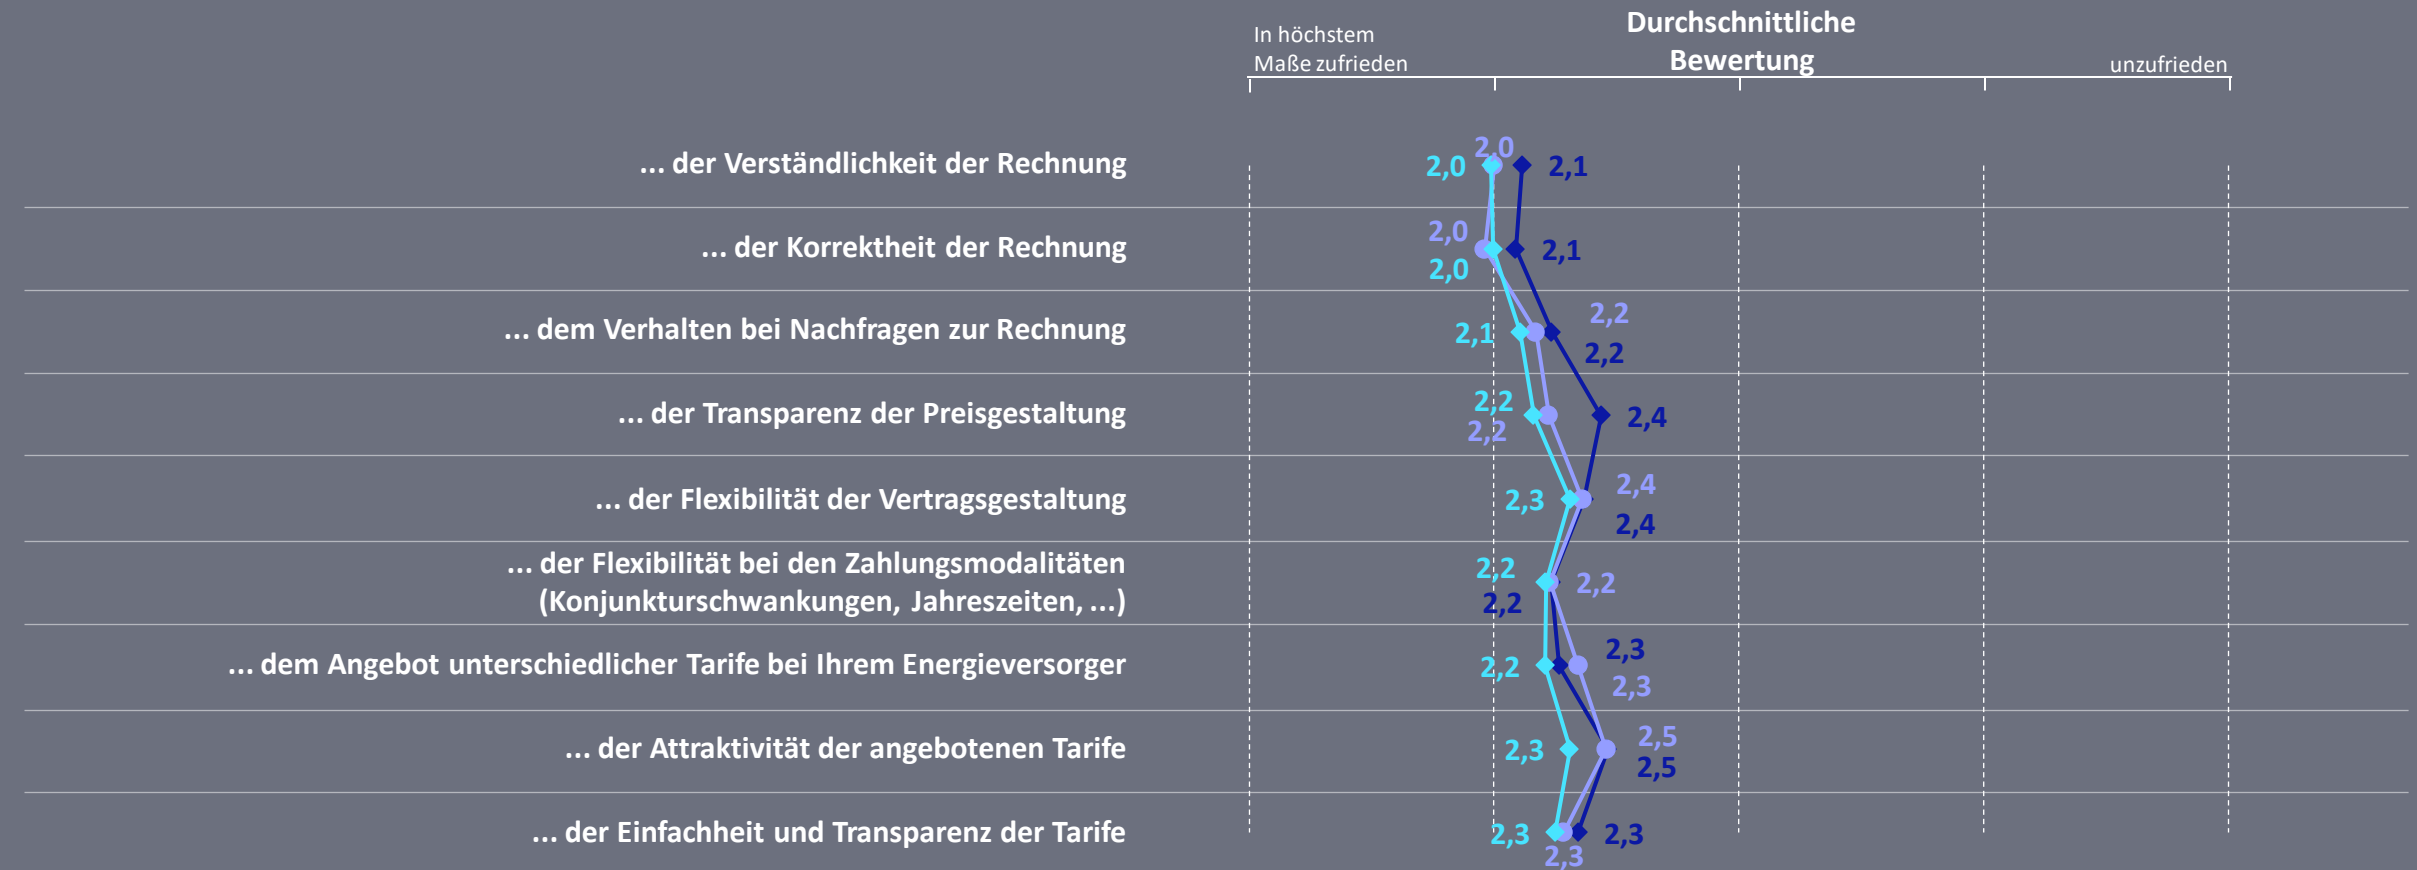 In höchstem
Maße zufrieden
Durchschnittliche
Bewertung
unzufrieden
... der Verständlichkeit der Rechnung
2,0
2,0
2,1
... der Korrektheit der Rechnung
2,0
2,0
2,1
... dem Verhalten bei Nachfragen zur Rechnung
2,1
2,2
2,2
... der Transparenz der Preisgestaltung
2,2
2,2
2,4
... der Flexibilität der Vertragsgestaltung
2,3
2,4
2,4
... der Flexibilität bei den Zahlungsmodalitäten
(Konjunkturschwankungen, Jahreszeiten, ...)
2,2
2,2
2,2
... dem Angebot unterschiedlicher Tarife bei Ihrem Energieversorger
2,2
2,3
2,3
... der Attraktivität der angebotenen Tarife
2,3
2,5
2,5
... der Einfachheit und Transparenz der Tarife
2,3
2,3
2,3